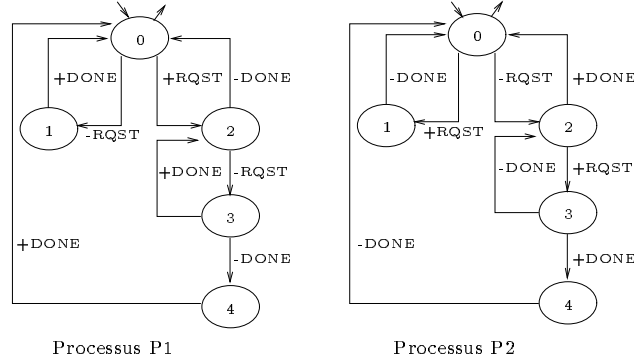 0
0
+DONE
+RQST
-DONE
-DONE
-RQST
+DONE
1
-RQST
2
1
+RQST
2
+DONE
-RQST
-DONE
+RQST
3
3
+DONE
-DONE
-DONE
+DONE
4
4
Processus P1
Processus P2